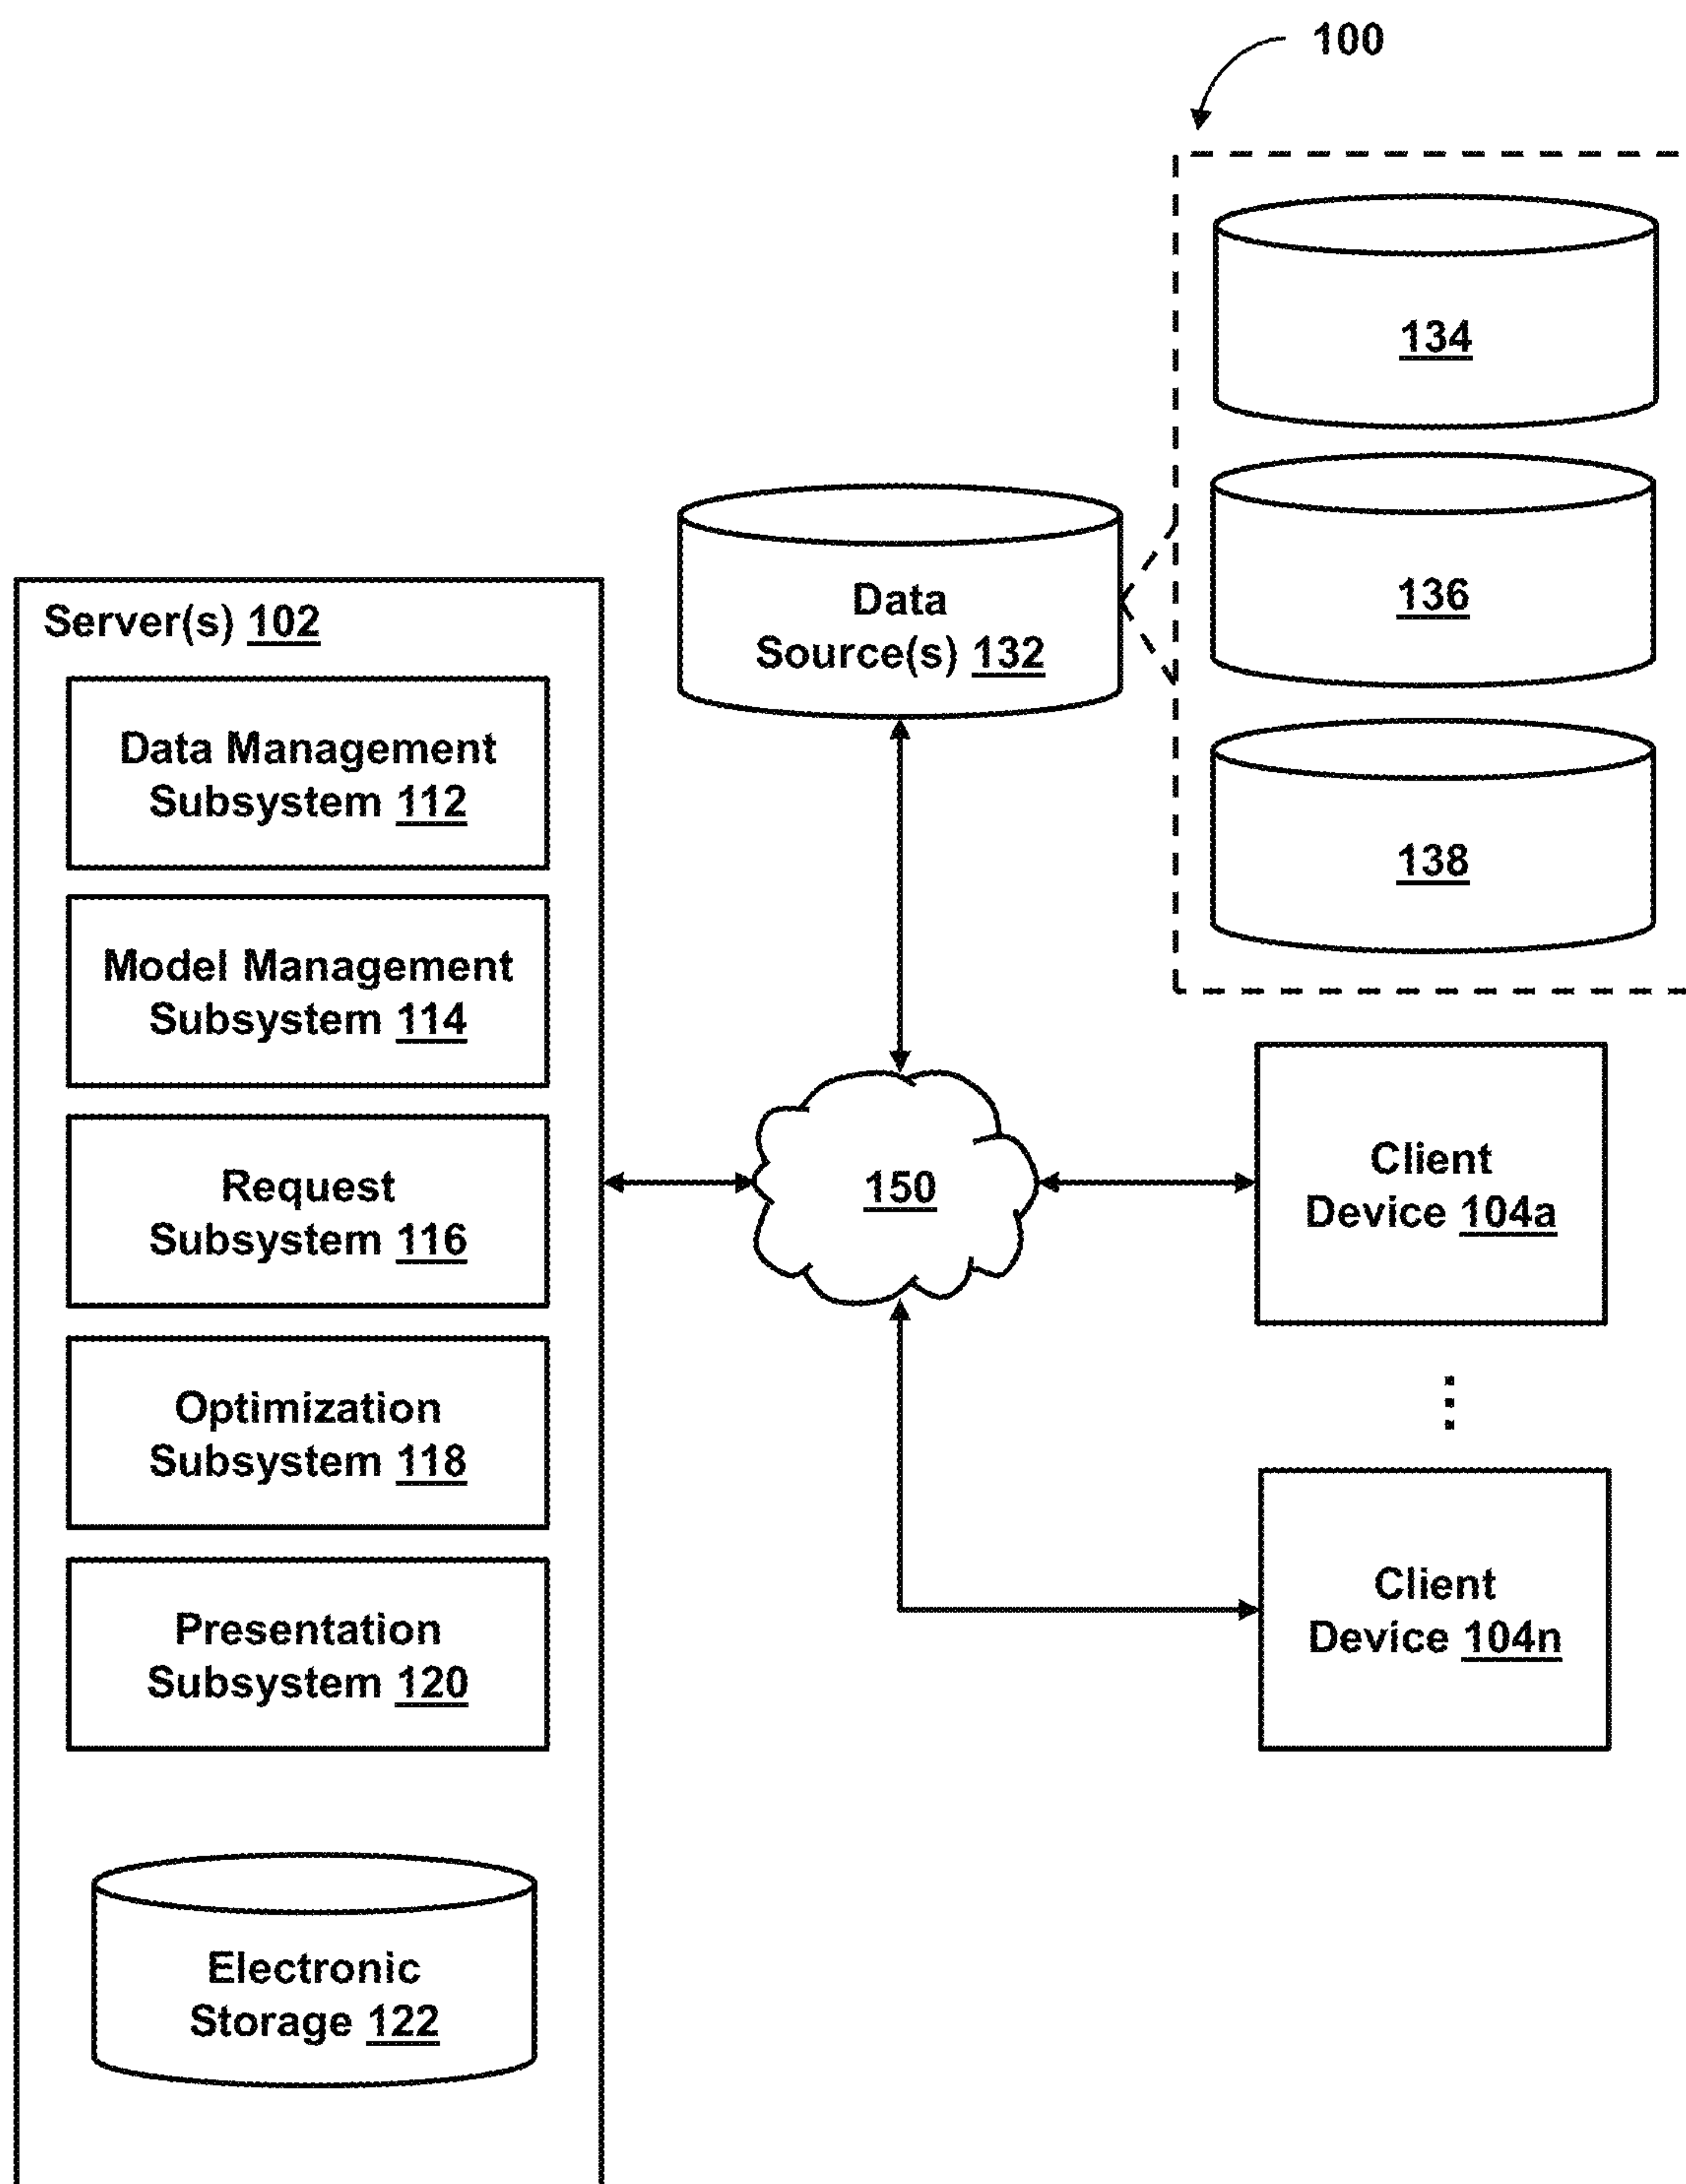 100
134
136
138
Data
Source(s) 132
Server(s) 102
Data Management
Subsystem 112
Model Management
Subsystem 114
Request
Subsystem 116
Optimization
Subsystem 118
Presentation
Subsystem 120
Electronic
Storage 122
150
Client
Device 104a
Client
Device 104n